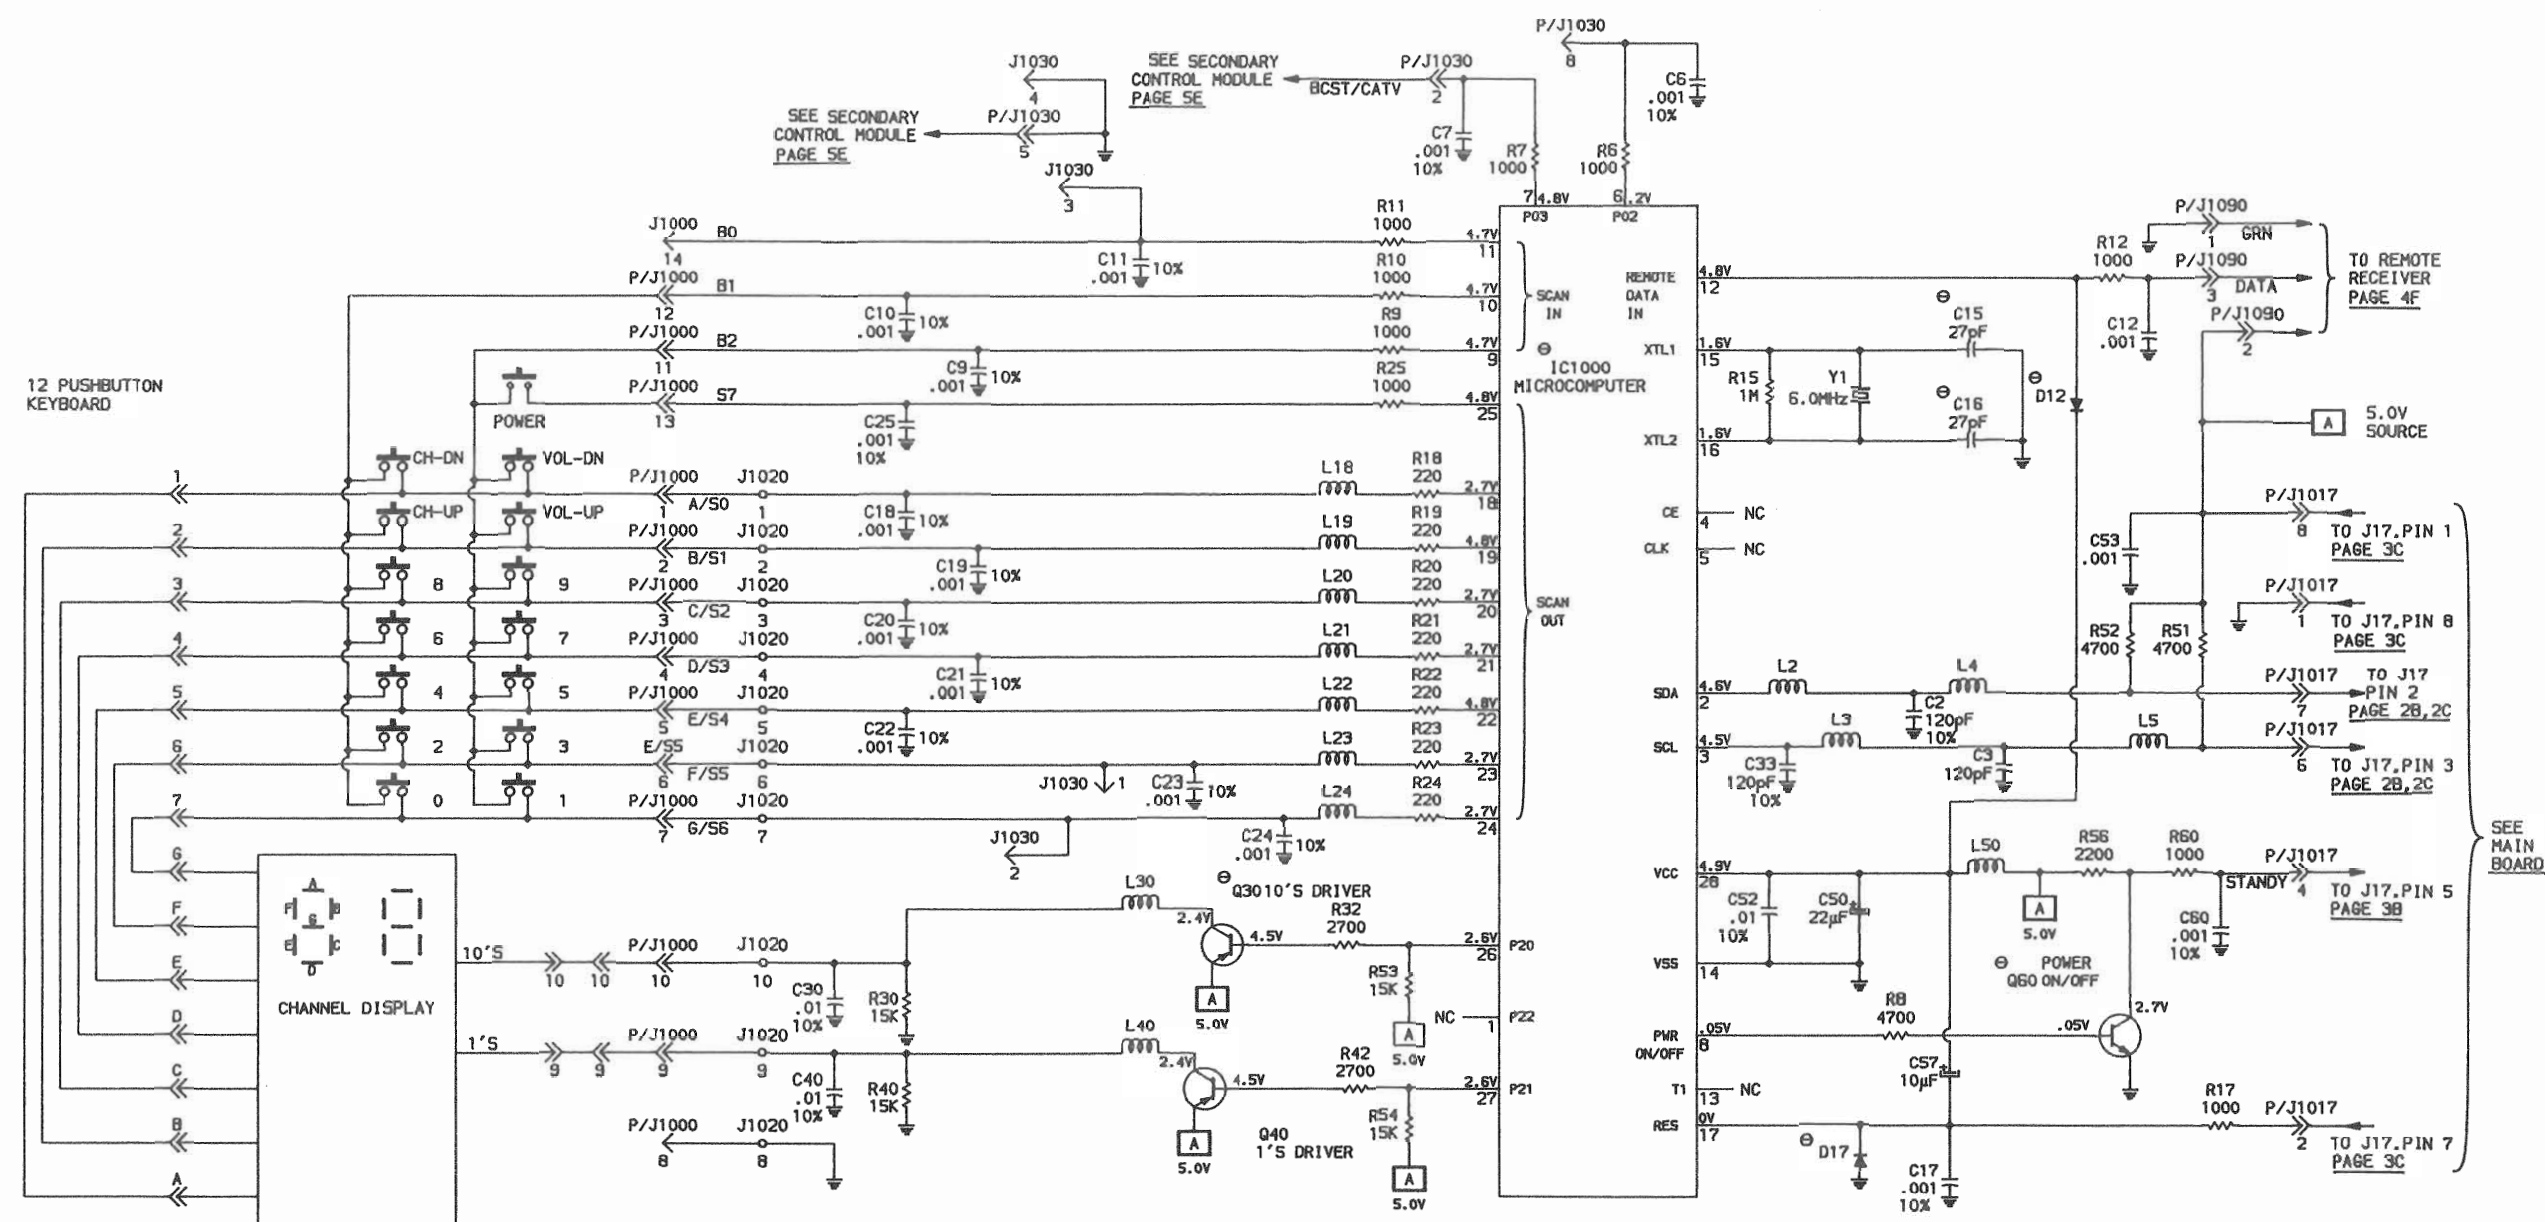 P/J1030
8
C6
.001
10%
J1030
4
SEE SECONDARY
CONTROL MODULE
PAGE 5E
BCST/CATV
P/J1030
2
SEE SECONDARY
CONTROL MODULE
PAGE 5E
P/J1030
5
C7
.001
10%
R7
1000
R6
1000
J1030
3
7 4.8V
P03
6 .2V
P02
J1000
14
B0
C11
.001
10%
R11
1000
4.7V
11
P/J1000
12
B1
C10
.001
10%
R10
1000
4.7V
10
SCAN
IN
P/J1000
11
B2
C9
.001
10%
R9
1000
4.7V
9
IC1000
MICROCOMPUTER
12 PUSHBUTTON
KEYBOARD
POWER
P/J1000
13
S7
C25
.001
10%
R25
1000
4.8V
25
REMOTE
DATA
IN
4.8V
12
R12
1000
C12
.001
P/J1090
1
GRN
P/J1090
3
DATA
P/J1090
2
TO REMOTE
RECEIVER
PAGE 4F
XTL1
1.6V
15
R15
1M
Y1
6.0MHz
C15
27pF
C16
27pF
XTL2
1.6V
16
D12
A
5.0V
SOURCE
1
CH-DN
VOL-DN
P/J1000
1
A/S0
J1020
1
C18
.001
10%
L18
R18
220
2.7V
18
2
CH-UP
VOL-UP
P/J1000
2
B/S1
J1020
2
C19
.001
10%
L19
R19
220
4.8V
19
3
8
9
P/J1000
3
C/S2
J1020
3
C20
.001
10%
L20
R20
220
2.7V
20
SCAN
OUT
4
6
7
P/J1000
4
D/S3
J1020
4
C21
.001
10%
L21
R21
220
2.7V
21
5
4
5
P/J1000
5
E/S4
J1020
5
C22
.001
10%
L22
R22
220
4.8V
22
6
2
3
E/S5
6
F/S5
J1020
6
J1030
1
C23
.001
10%
L23
R23
220
2.7V
23
7
0
1
P/J1000
7
G/S6
J1020
7
J1030
2
C24
.001
10%
L24
R24
220
2.7V
24
CE
4
NC
CLK
5
NC
C53
.001
P/J1017
8
TO J17,PIN 1
PAGE 3C
P/J1017
1
TO J17,PIN 8
PAGE 3C
R52
4700
R51
4700
SDA
4.6V
2
L2
C2
120pF
10%
L4
P/J1017
7
TO J17
PIN 2
PAGE 2B,2C
SCL
4.5V
3
C33
120pF
10%
L3
C3
120pF
L5
P/J1017
6
TO J17,PIN 3
PAGE 2B,2C
SEE
MAIN
BOARD
VCC
4.9V
28
C52
.01
10%
C50
22µF
L50
A
5.0V
R56
2200
R60
1000
STANDY
C60
.001
10%
P/J1017
4
TO J17,PIN 5
PAGE 3B
VSS
14
POWER
Q60 ON/OFF
2.7V
.05V
PWR
ON/OFF
.05V
8
R8
4700
C57
10µF
T1
13
NC
RES
0V
17
D17
C17
.001
10%
R17
1000
P/J1017
2
TO J17,PIN 7
PAGE 3C
G
F
E
D
C
B
A
A
F
B
G
E
C
D
CHANNEL DISPLAY
10'S
10
10
P/J1000
10
J1020
10
C30
.01
10%
R30
15K
L30
2.4V
Q3010'S DRIVER
4.5V
R32
2700
A
5.0V
R53
15K
A
5.0V
2.6V
26
P20
NC
1
P22
1'S
9
9
P/J1000
9
J1020
9
C40
.01
10%
R40
15K
L40
2.4V
4.5V
R42
2700
A
5.0V
Q40
1'S DRIVER
R54
15K
A
5.0V
2.6V
27
P21
P/J1000
8
J1020
8